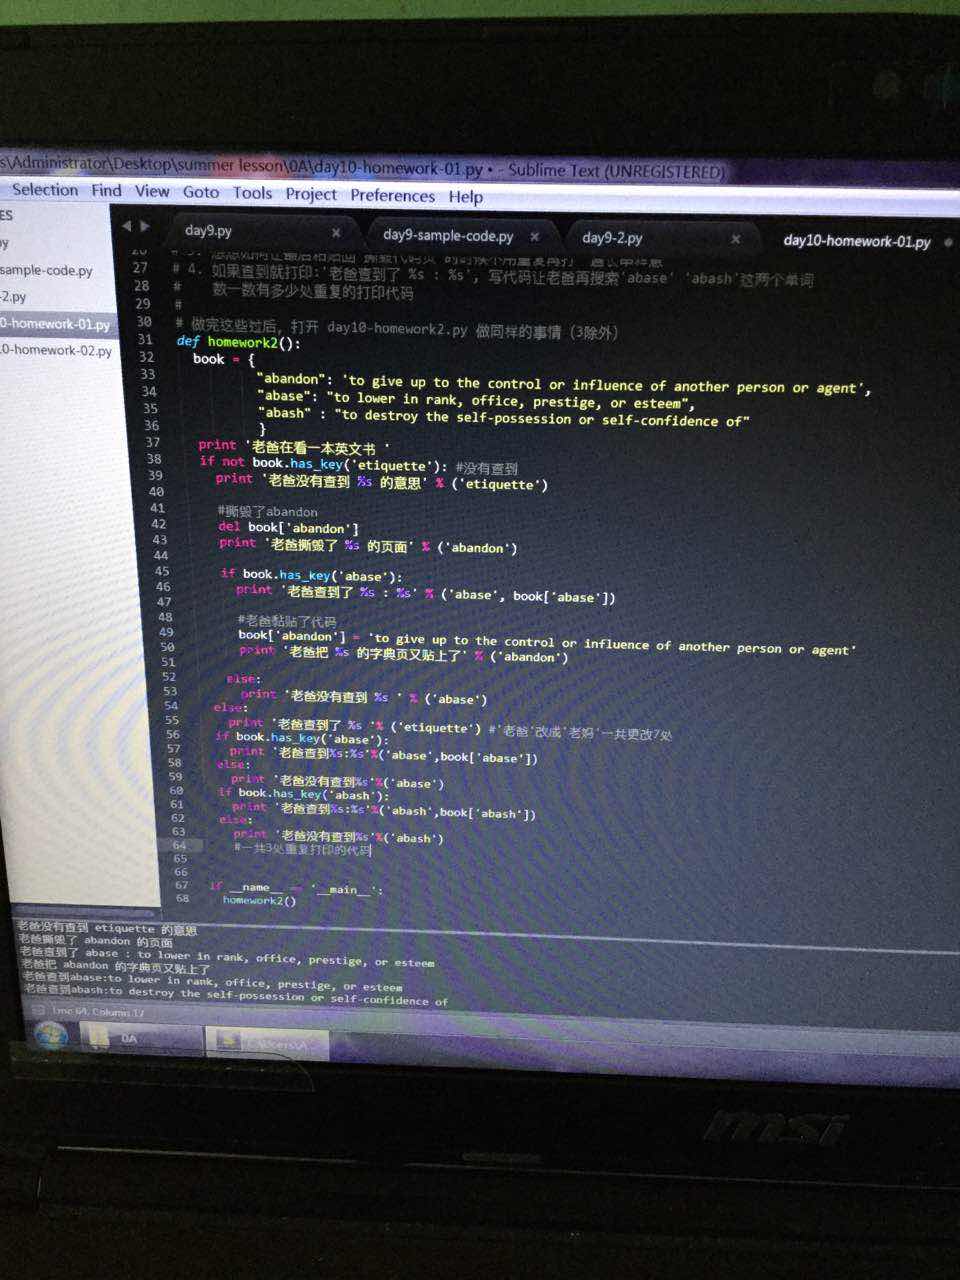 s\Administrator\Desktop\summer lesson\0A\day10-homework-01.py • - Sublime Text (UNREGISTERED)
Selection Find View Goto Tools Project Preferences Help
day9.py × day9-sample-code.py × day9-2.py × day10-homework-01.py
ES
py
sample-code.py
-2.py
0-homework-01.py
0-homework-02.py
27 # 4. 如果查到就打印:'老爸查到了 %s : %s', 写代码让老爸再搜索'abase' 'abash'这两个单词
28 # 数一数有多少处重复的打印代码
29 #
30 # 做完这些过后, 打开 day10-homework2.py 做同样的事情 (3除外)
31 def homework2():
32 book = {
33 "abandon": 'to give up to the control or influence of another person or agent',
34 "abase": "to lower in rank, office, prestige, or esteem",
35 "abash" : "to destroy the self-possession or self-confidence of"
36 }
37 print '老爸在看一本英文书 '
38 if not book.has_key('etiquette'): #没有查到
39 print '老爸没有查到 %s 的意思' % ('etiquette')
40
41 #撕毁了abandon
42 del book['abandon']
43 print '老爸撕毁了 %s 的页面' % ('abandon')
44
45 if book.has_key('abase'):
46 print '老爸查到了 %s : %s' % ('abase', book['abase'])
47
48 #老爸黏贴了代码
49 book['abandon'] = 'to give up to the control or influence of another person or agent'
50 print '老爸把 %s 的字典页又贴上了' % ('abandon')
51
52 else:
53 print '老爸没有查到 %s ' % ('abase')
54 else:
55 print '老爸查到了 %s '% ('etiquette') #'老爸'改成'老妈'一共更改7处
56 if book.has_key('abase'):
57 print '老爸查到%s:%s'%('abase',book['abase'])
58 else:
59 print '老爸没有查到%s'%('abase')
60 if book.has_key('abash'):
61 print '老爸查到%s:%s'%('abash',book['abash'])
62 else:
63 print '老爸没有查到%s'%('abash')
64 #一共3处重复打印的代码
65
66
67 if __name__ == '__main__':
68 homework2()
老爸没有查到 etiquette 的意思
老爸撕毁了 abandon 的页面
老爸查到了 abase : to lower in rank, office, prestige, or esteem
老爸把 abandon 的字典页又贴上了
老爸查到abase:to lower in rank, office, prestige, or esteem
老爸查到abash:to destroy the self-possession or self-confidence of
Line 64, Column 17
0A
msi